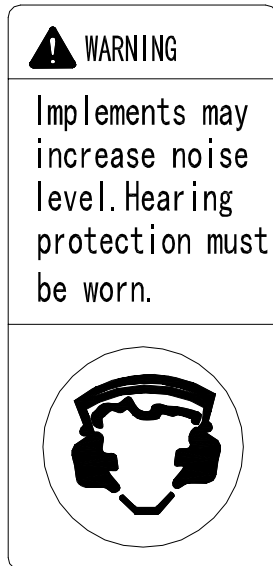 WARNING
Implements may
increase noise
level. Hearing
protection must
be worn.